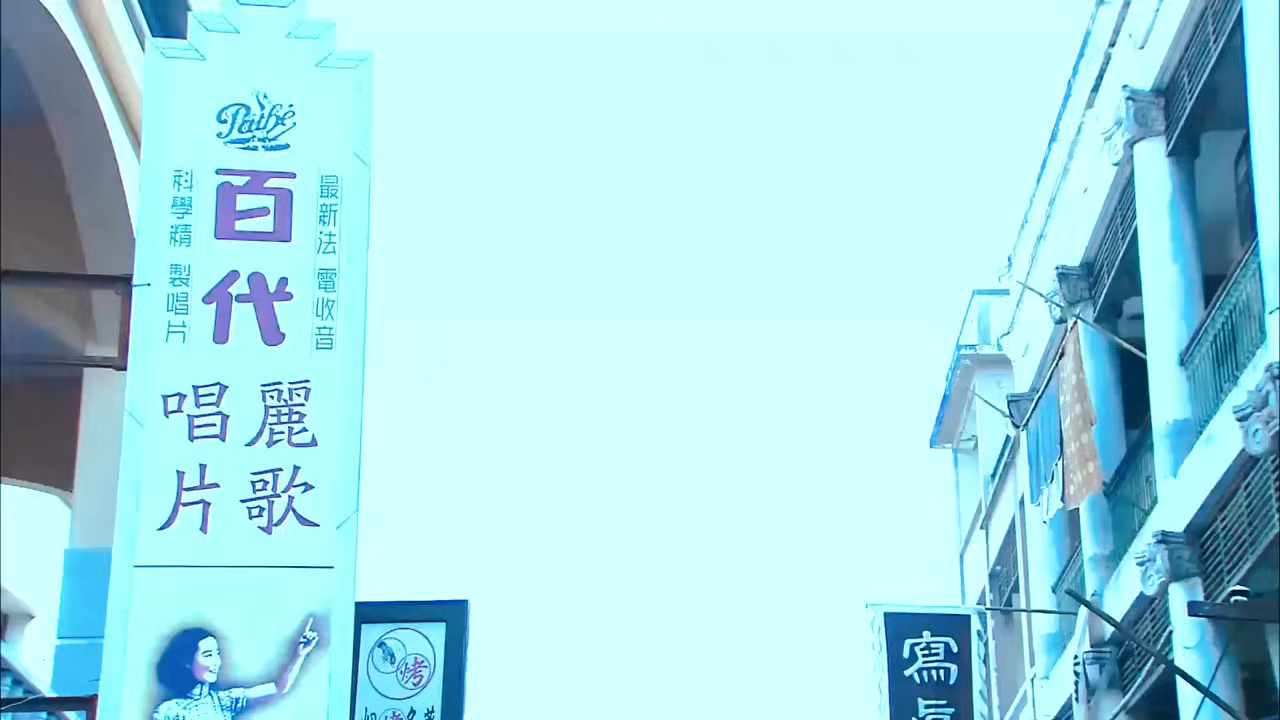 Pathé
最新法 電收音
百代
科學精 製唱片
麗歌
唱片
烤
寫真